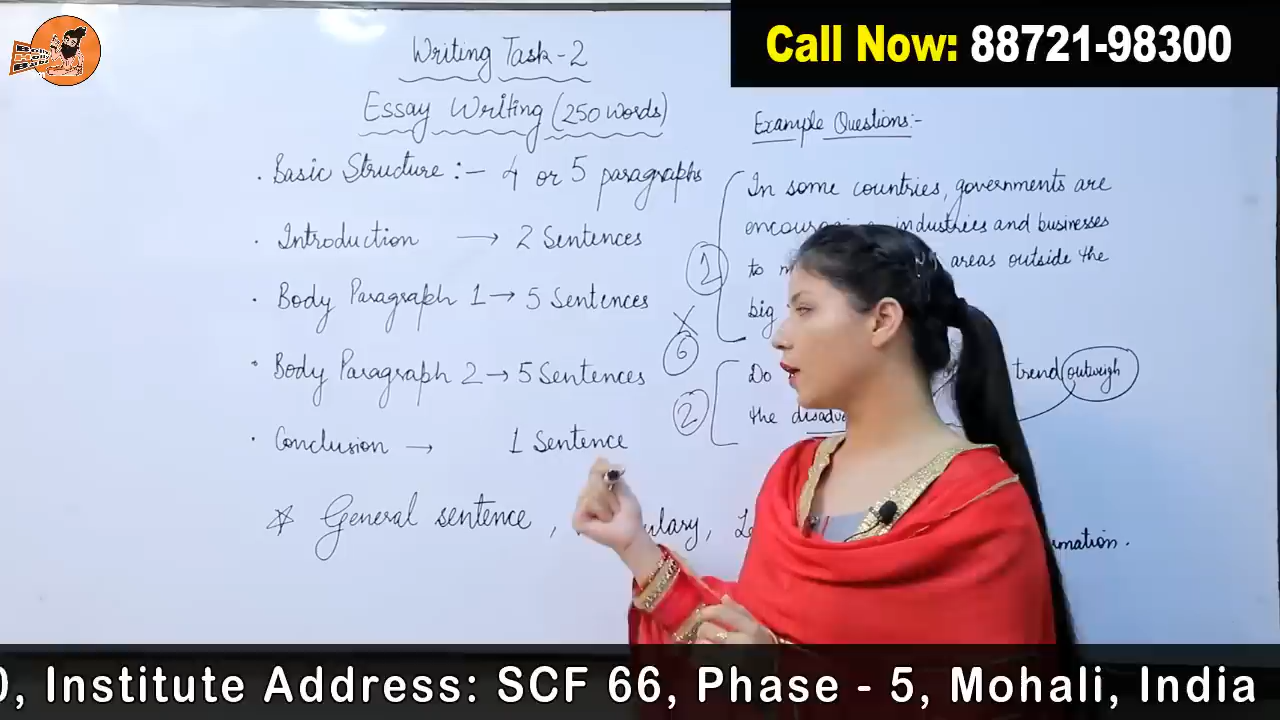 Call Now: 88721-98300
Writing Task-2
Essay Writing (250 words)
. Basic Structure :- 4 or 5 paragraphs
. Introduction → 2 Sentences
. Body Paragraph 1 → 5 Sentences
. Body Paragraph 2 → 5 Sentences
. Conclusion → 1 Sentence
General sentence ,
Example Questions:-
1
In some countries, governments are
industries and businesses
to areas outside the
big
X
6
2
Do trend outweigh
the
0, Institute Address: SCF 66, Phase - 5, Mohali, India